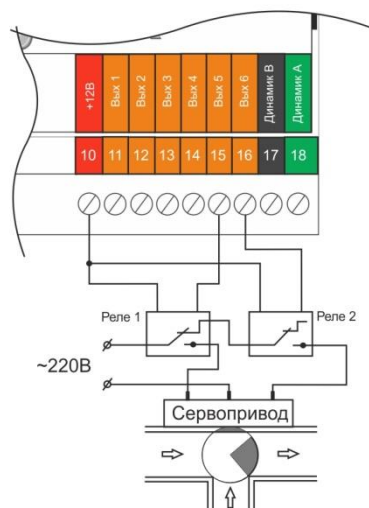 +12В
Вых 1
Вых 2
Вых 3
Вых 4
Вых 5
Вых 6
Динамик В
Динамик А
10 11 12 13 14 15 16 17 18
Реле 1
Реле 2
~220В
Сервопривод